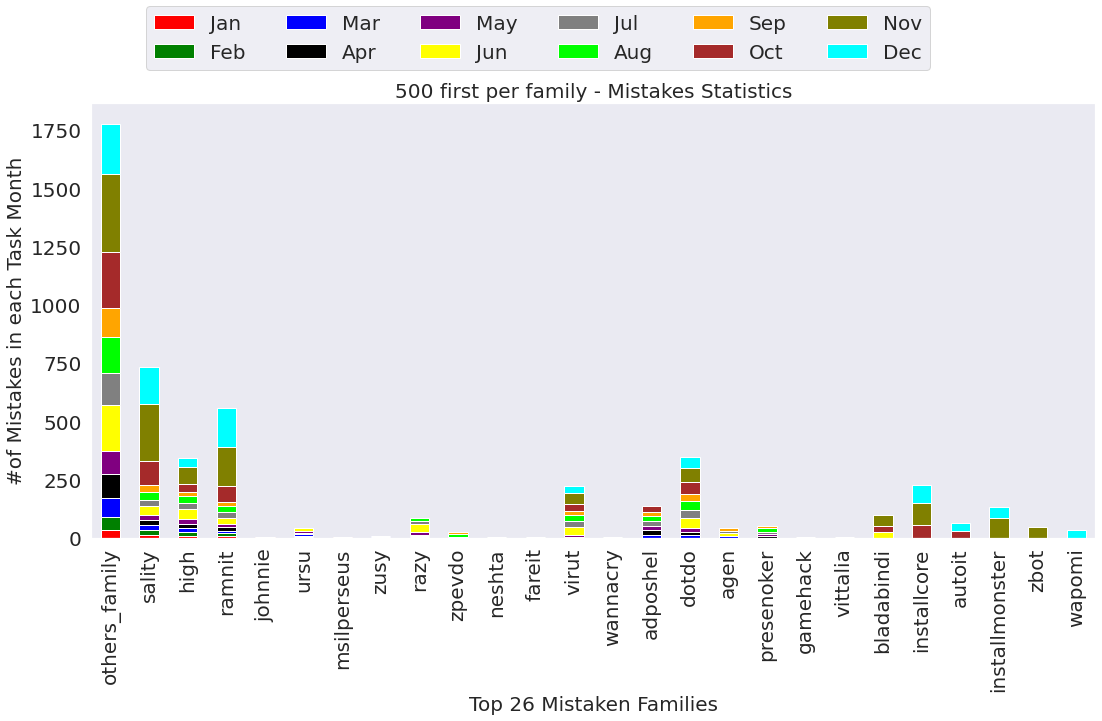 Jan Mar May Jul Sep Nov
Feb Apr Jun Aug Oct Dec
500 first per family - Mistakes Statistics
#of Mistakes in each Task Month
1750
1500
1250
1000
750
500
250
0
others_family
sality
high
ramnit
johnnie
ursu
msilperseus
zusy
razy
zpevdo
neshta
fareit
virut
wannacry
adposhel
dotdo
agen
presenoker
gamehack
vittalia
bladabindi
installcore
autoit
installmonster
zbot
wapomi
Top 26 Mistaken Families